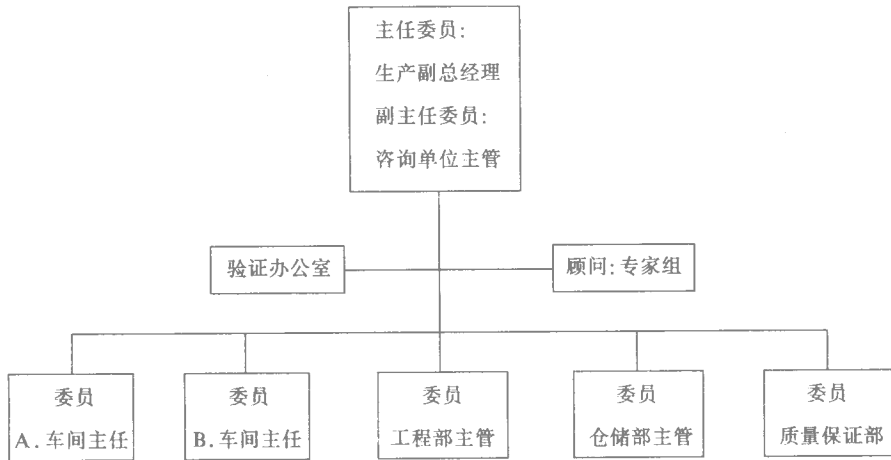 主任委员:
生产副总经理
副主任委员:
咨询单位主管
验证办公室
顾问:专家组
委员
A.车间主任
委员
B.车间主任
委员
工程部主管
委员
仓储部主管
委员
质量保证部